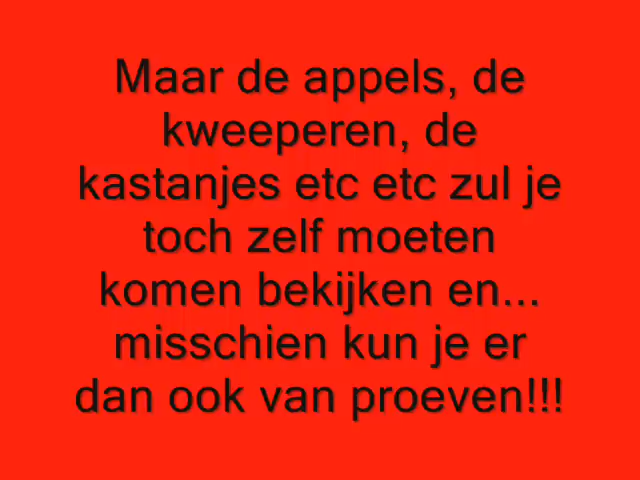 Maar de appels, de
kweeperen, de
kastanjes etc etc zul je
toch zelf moeten
komen bekijken en...
misschien kun je er
dan ook van proeven!!!